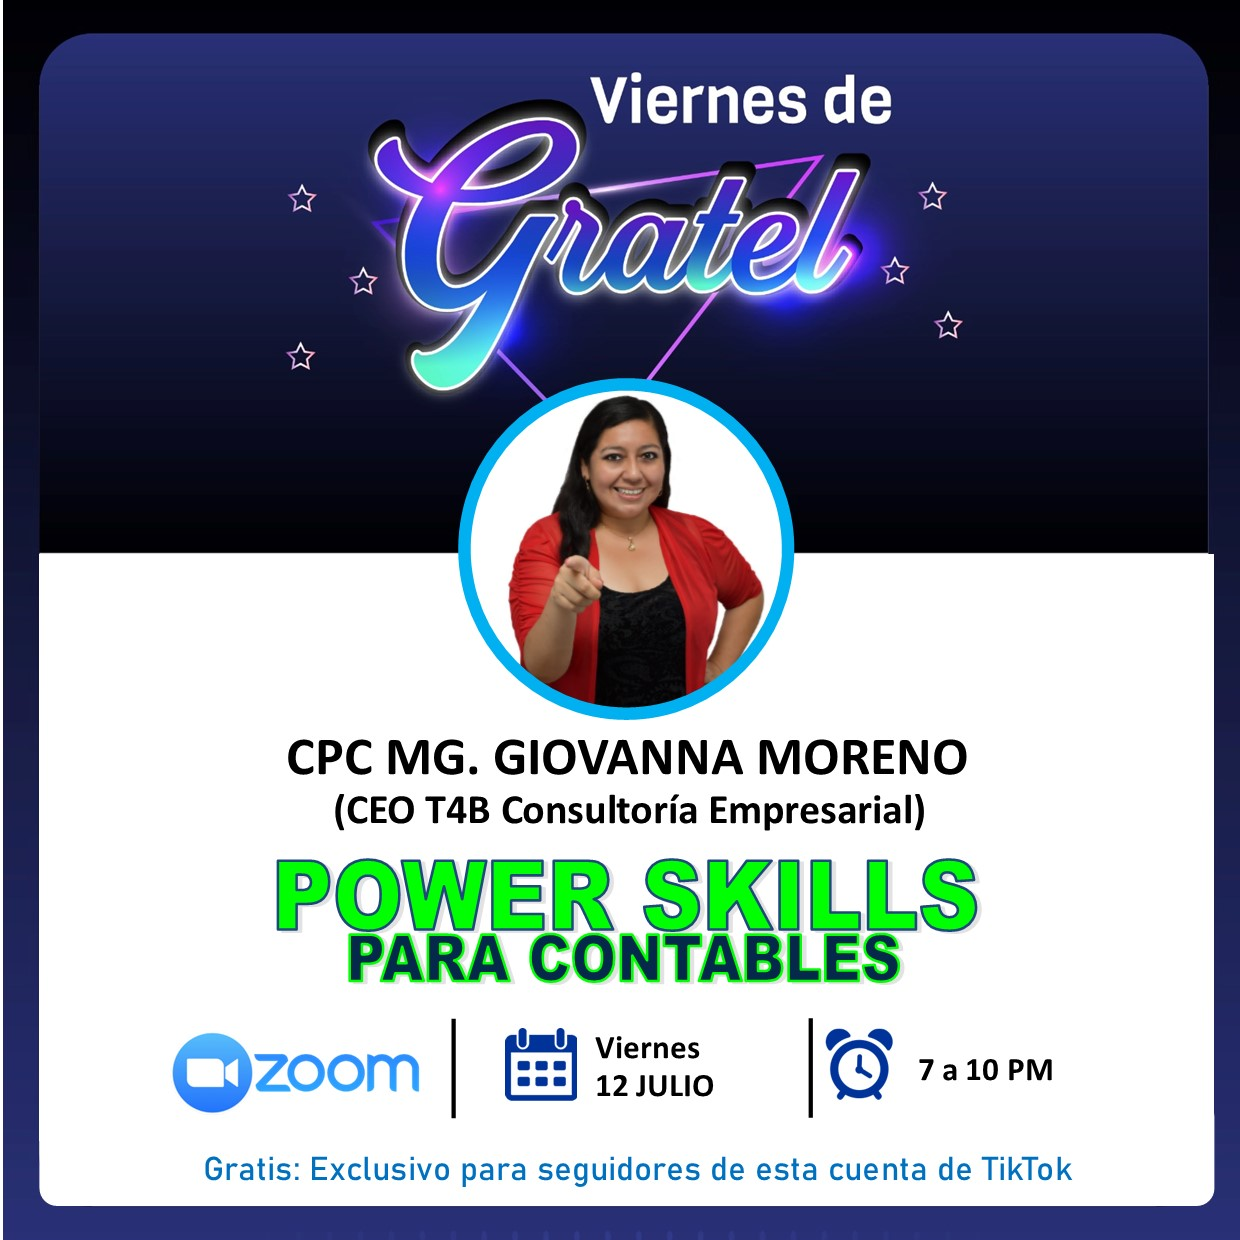 Viernes de
Gratel
CPC MG. GIOVANNA MORENO
(CEO T4B Consultoría Empresarial)
POWER SKILLS
PARA CONTABLES
zoom
Viernes
12 JULIO
7 a 10 PM
Gratis: Exclusivo para seguidores de esta cuenta de TikTok